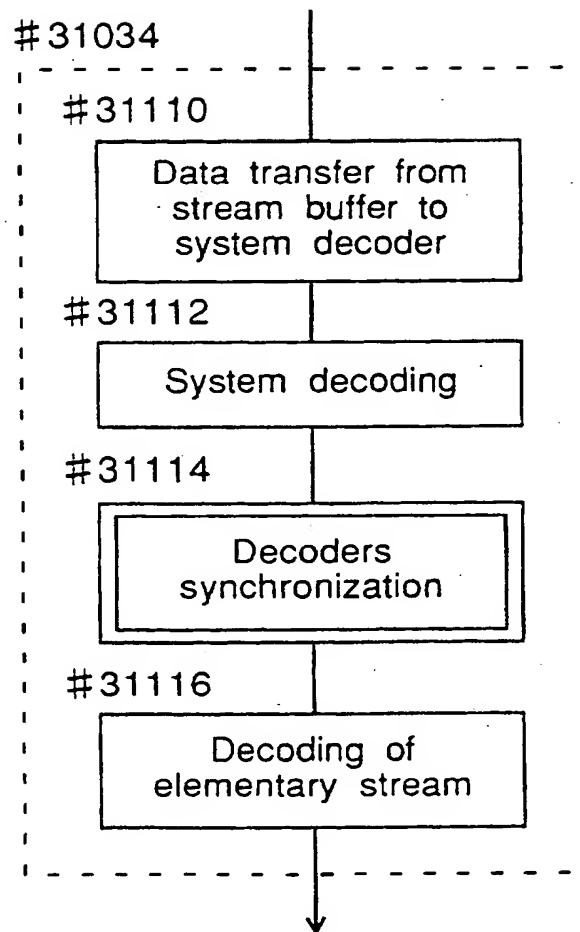 #31034
#31110
Data transfer from
stream buffer to
system decoder
#31112
System decoding
#31114
Decoders
synchronization
#31116
Decoding of
elementary stream